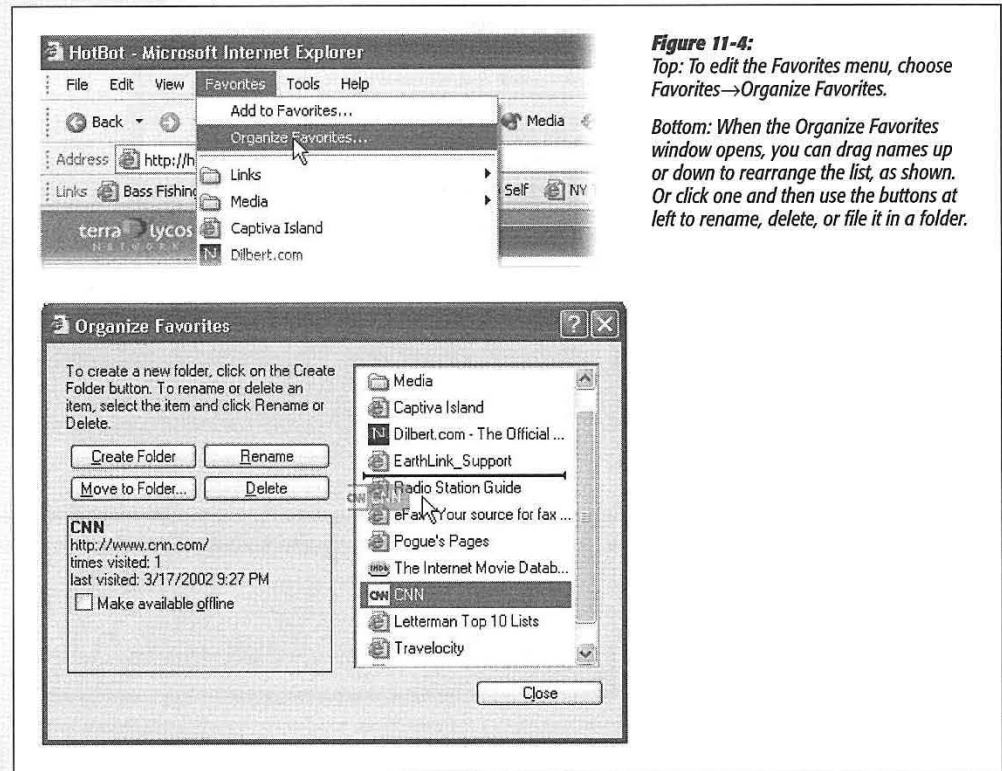 HotBot - Microsoft Internet Explorer
File Edit View Favorites Tools Help
Back
Add to Favorites...
Media
Organize Favorites...
Address http://h
Links
Links Bass Fishing
Self NY
Media
terra lycos
NETWORK
Captiva Island
Dilbert.com
Figure 11-4:
Top: To edit the Favorites menu, choose
Favorites→Organize Favorites.
Bottom: When the Organize Favorites
window opens, you can drag names up
or down to rearrange the list, as shown.
Or click one and then use the buttons at
left to rename, delete, or file it in a folder.
Organize Favorites
To create a new folder, click on the Create
Folder button. To rename or delete an
item, select the item and click Rename or
Delete.
Create Folder Rename
Move to Folder... Delete
CNN
http://www.cnn.com/
times visited: 1
last visited: 3/17/2002 9:27 PM
Make available offline
Media
Captiva Island
N Dilbert.com - The Official ...
EarthLink_Support
Radio Station Guide
eFax Your source for fax ...
Pogue's Pages
IMDb The Internet Movie Datab...
CNN CNN
Letterman Top 10 Lists
Travelocity
Close